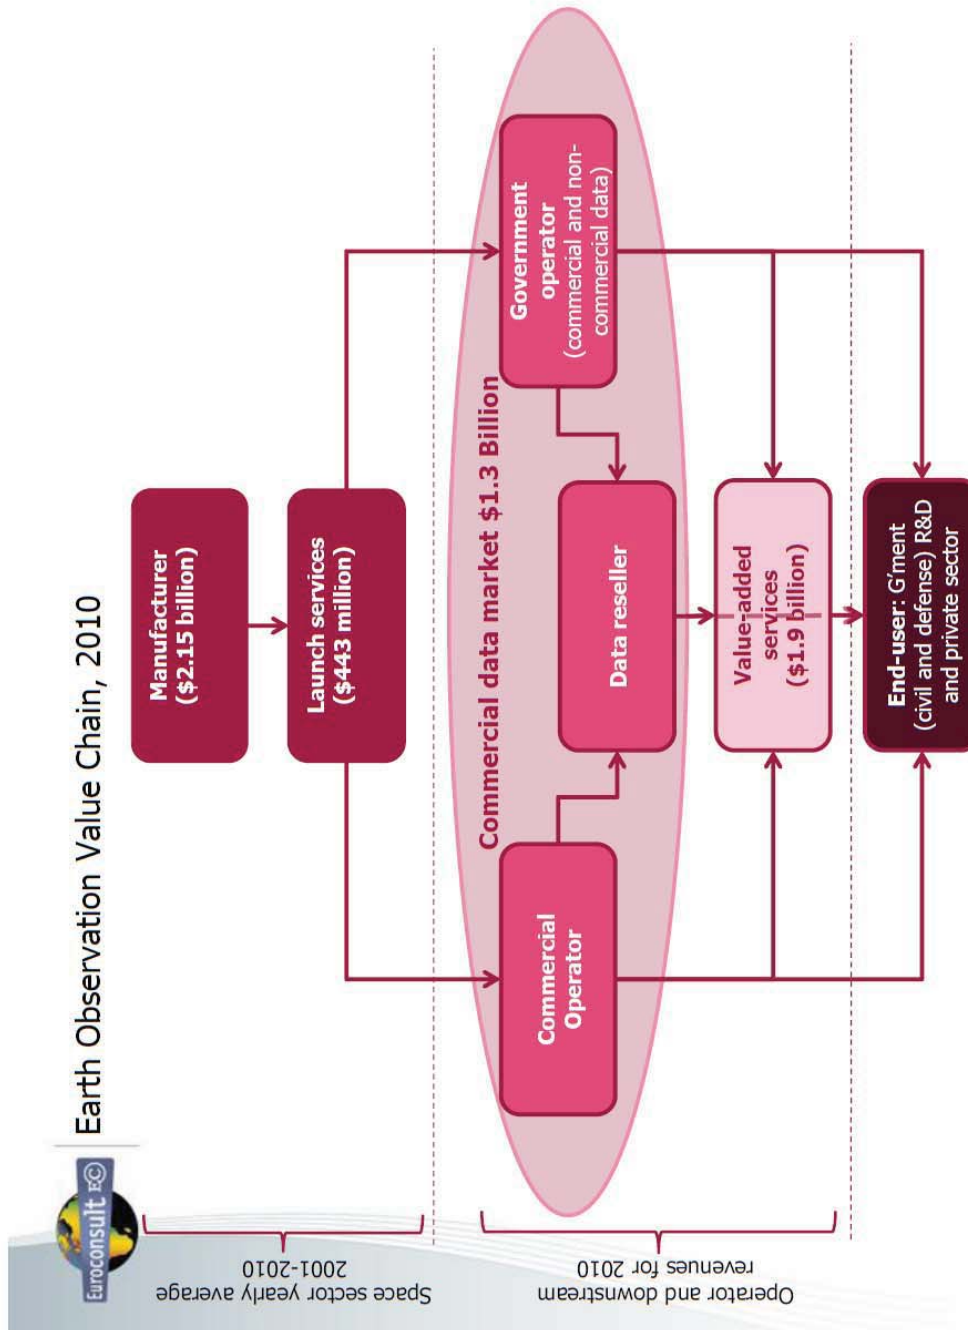 Euroconsult EC
Earth Observation Value Chain, 2010
Space sector yearly average
2001-2010
Manufacturer
($2.15 billion)
Launch services
($443 million)
Operator and downstream
revenues for 2010
Commercial data market $1.3 Billion
Commercial
Operator
Government
operator
(commercial and non-
commercial data)
Data reseller
Value-added
services
($1.9 billion)
End-user: G'ment
(civil and defense) R&D
and private sector